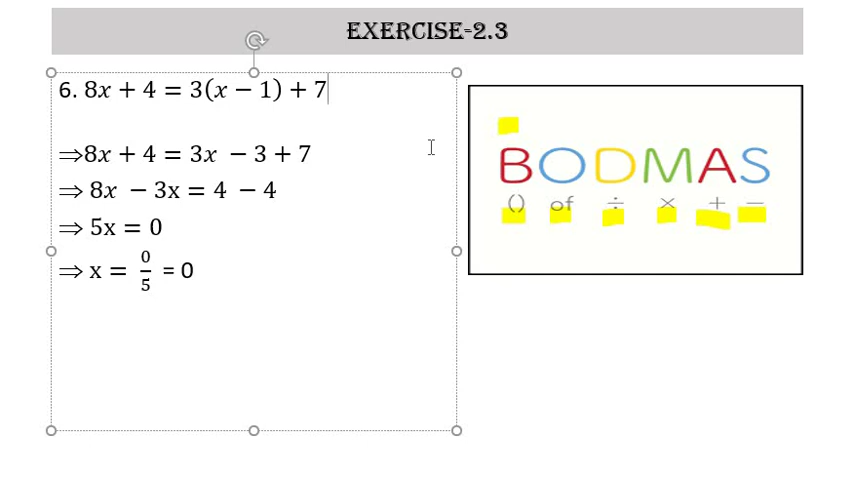 EXERCISE-2.3
6. 8x + 4 = 3(x − 1) + 7
⇒8x + 4 = 3x − 3 + 7
⇒ 8x − 3x = 4 − 4
⇒ 5x = 0
⇒ x = 0/5 = 0
BODMAS
() of ÷ × + −